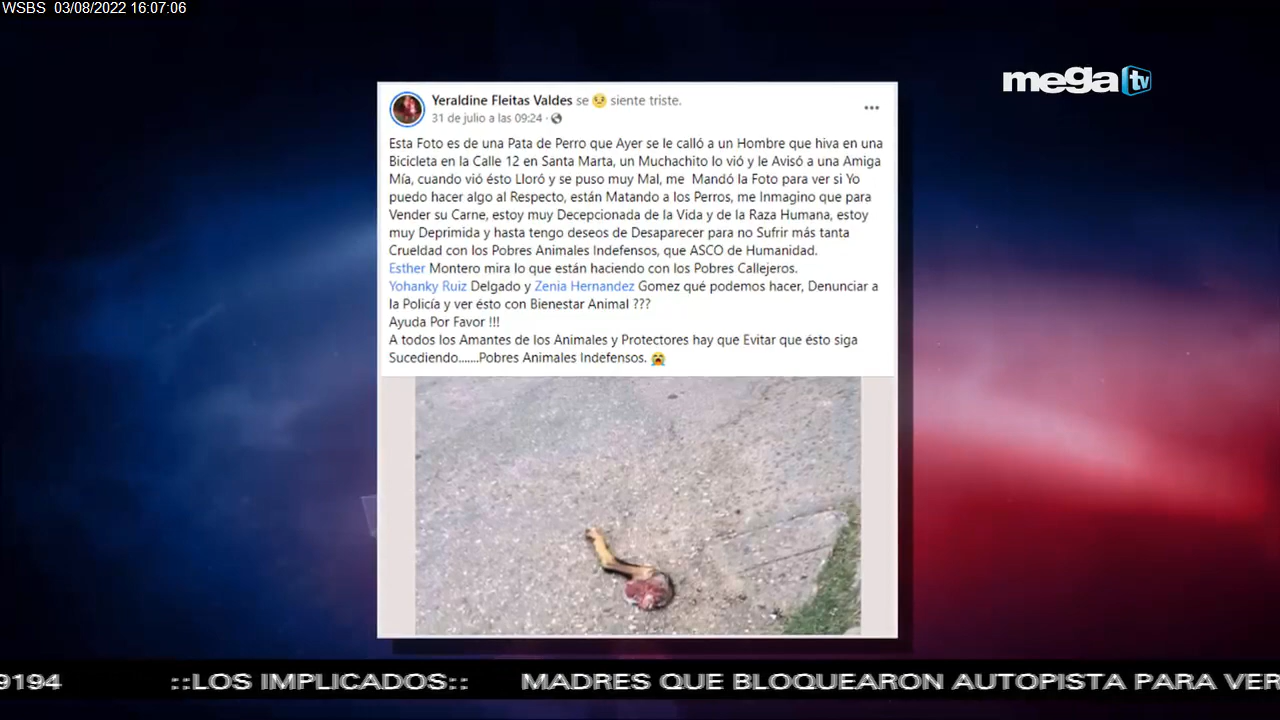 WSBS 03/08/2022 16:07:06
mega tv
Yeraldine Fleitas Valdes se siente triste.
31 de julio a las 09:24 ·
Esta Foto es de una Pata de Perro que Ayer se le calló a un Hombre que hiva en una
Bicicleta en la Calle 12 en Santa Marta, un Muchachito lo vió y le Avisó a una Amiga
Mía, cuando vió ésto Lloró y se puso muy Mal, me Mandó la Foto para ver si Yo
puedo hacer algo al Respecto, están Matando a los Perros, me Inmagino que para
Vender su Carne, estoy muy Decepcionada de la Vida y de la Raza Humana, estoy
muy Deprimida y hasta tengo deseos de Desaparecer para no Sufrir más tanta
Crueldad con los Pobres Animales Indefensos, que ASCO de Humanidad.
Esther Montero mira lo que están haciendo con los Pobres Callejeros.
Yohanky Ruiz Delgado y Zenia Hernandez Gomez qué podemos hacer, Denunciar a
la Policía y ver ésto con Bienestar Animal ???
Ayuda Por Favor !!!
A todos los Amantes de los Animales y Protectores hay que Evitar que ésto siga
Sucediendo.......Pobres Animales Indefensos.
9194 ::LOS IMPLICADOS:: MADRES QUE BLOQUEARON AUTOPISTA PARA VER